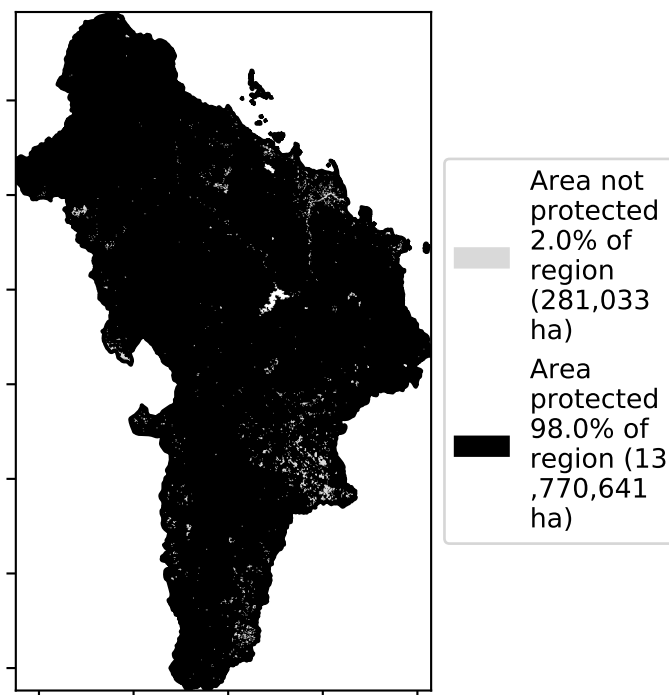 Area not
protected
2.0% of
region
(281,033
ha)
Area
protected
98.0% of
region (13
,770,641
ha)